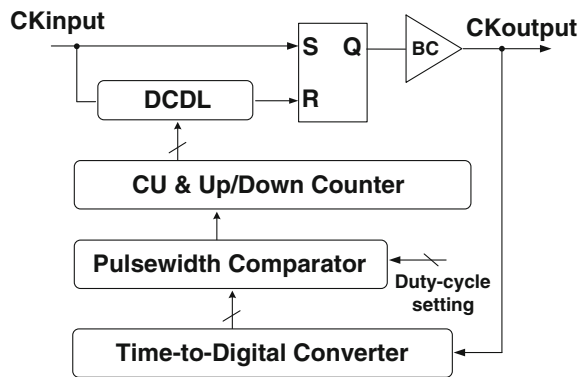 CKinput
CKoutput
S Q
BC
R
DCDL
CU & Up/Down Counter
Pulsewidth Comparator
Duty-cycle
setting
Time-to-Digital Converter